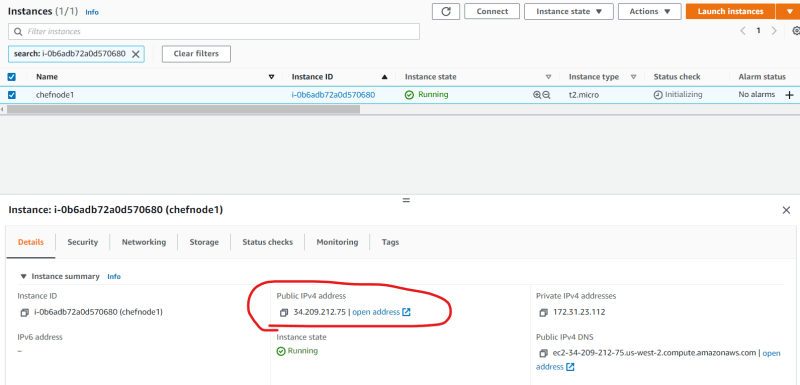 Instances (1/1) Info
Connect Instance state Actions Launch instances
Filter instances
1
search: i-0b6adb72a0d570680 Clear filters
Name Instance ID Instance state Instance type Status check Alarm status
chefnode1 i-0b6adb72a0d570680 Running t2.micro Initializing No alarms +
Instance: i-0b6adb72a0d570680 (chefnode1)
Details Security Networking Storage Status checks Monitoring Tags
Instance summary Info
Instance ID Public IPv4 address Private IPv4 addresses
i-0b6adb72a0d570680 (chefnode1) 34.209.212.75 | open address 172.31.23.112
IPv6 address Instance state Public IPv4 DNS
– Running ec2-34-209-212-75.us-west-2.compute.amazonaws.com | open
address